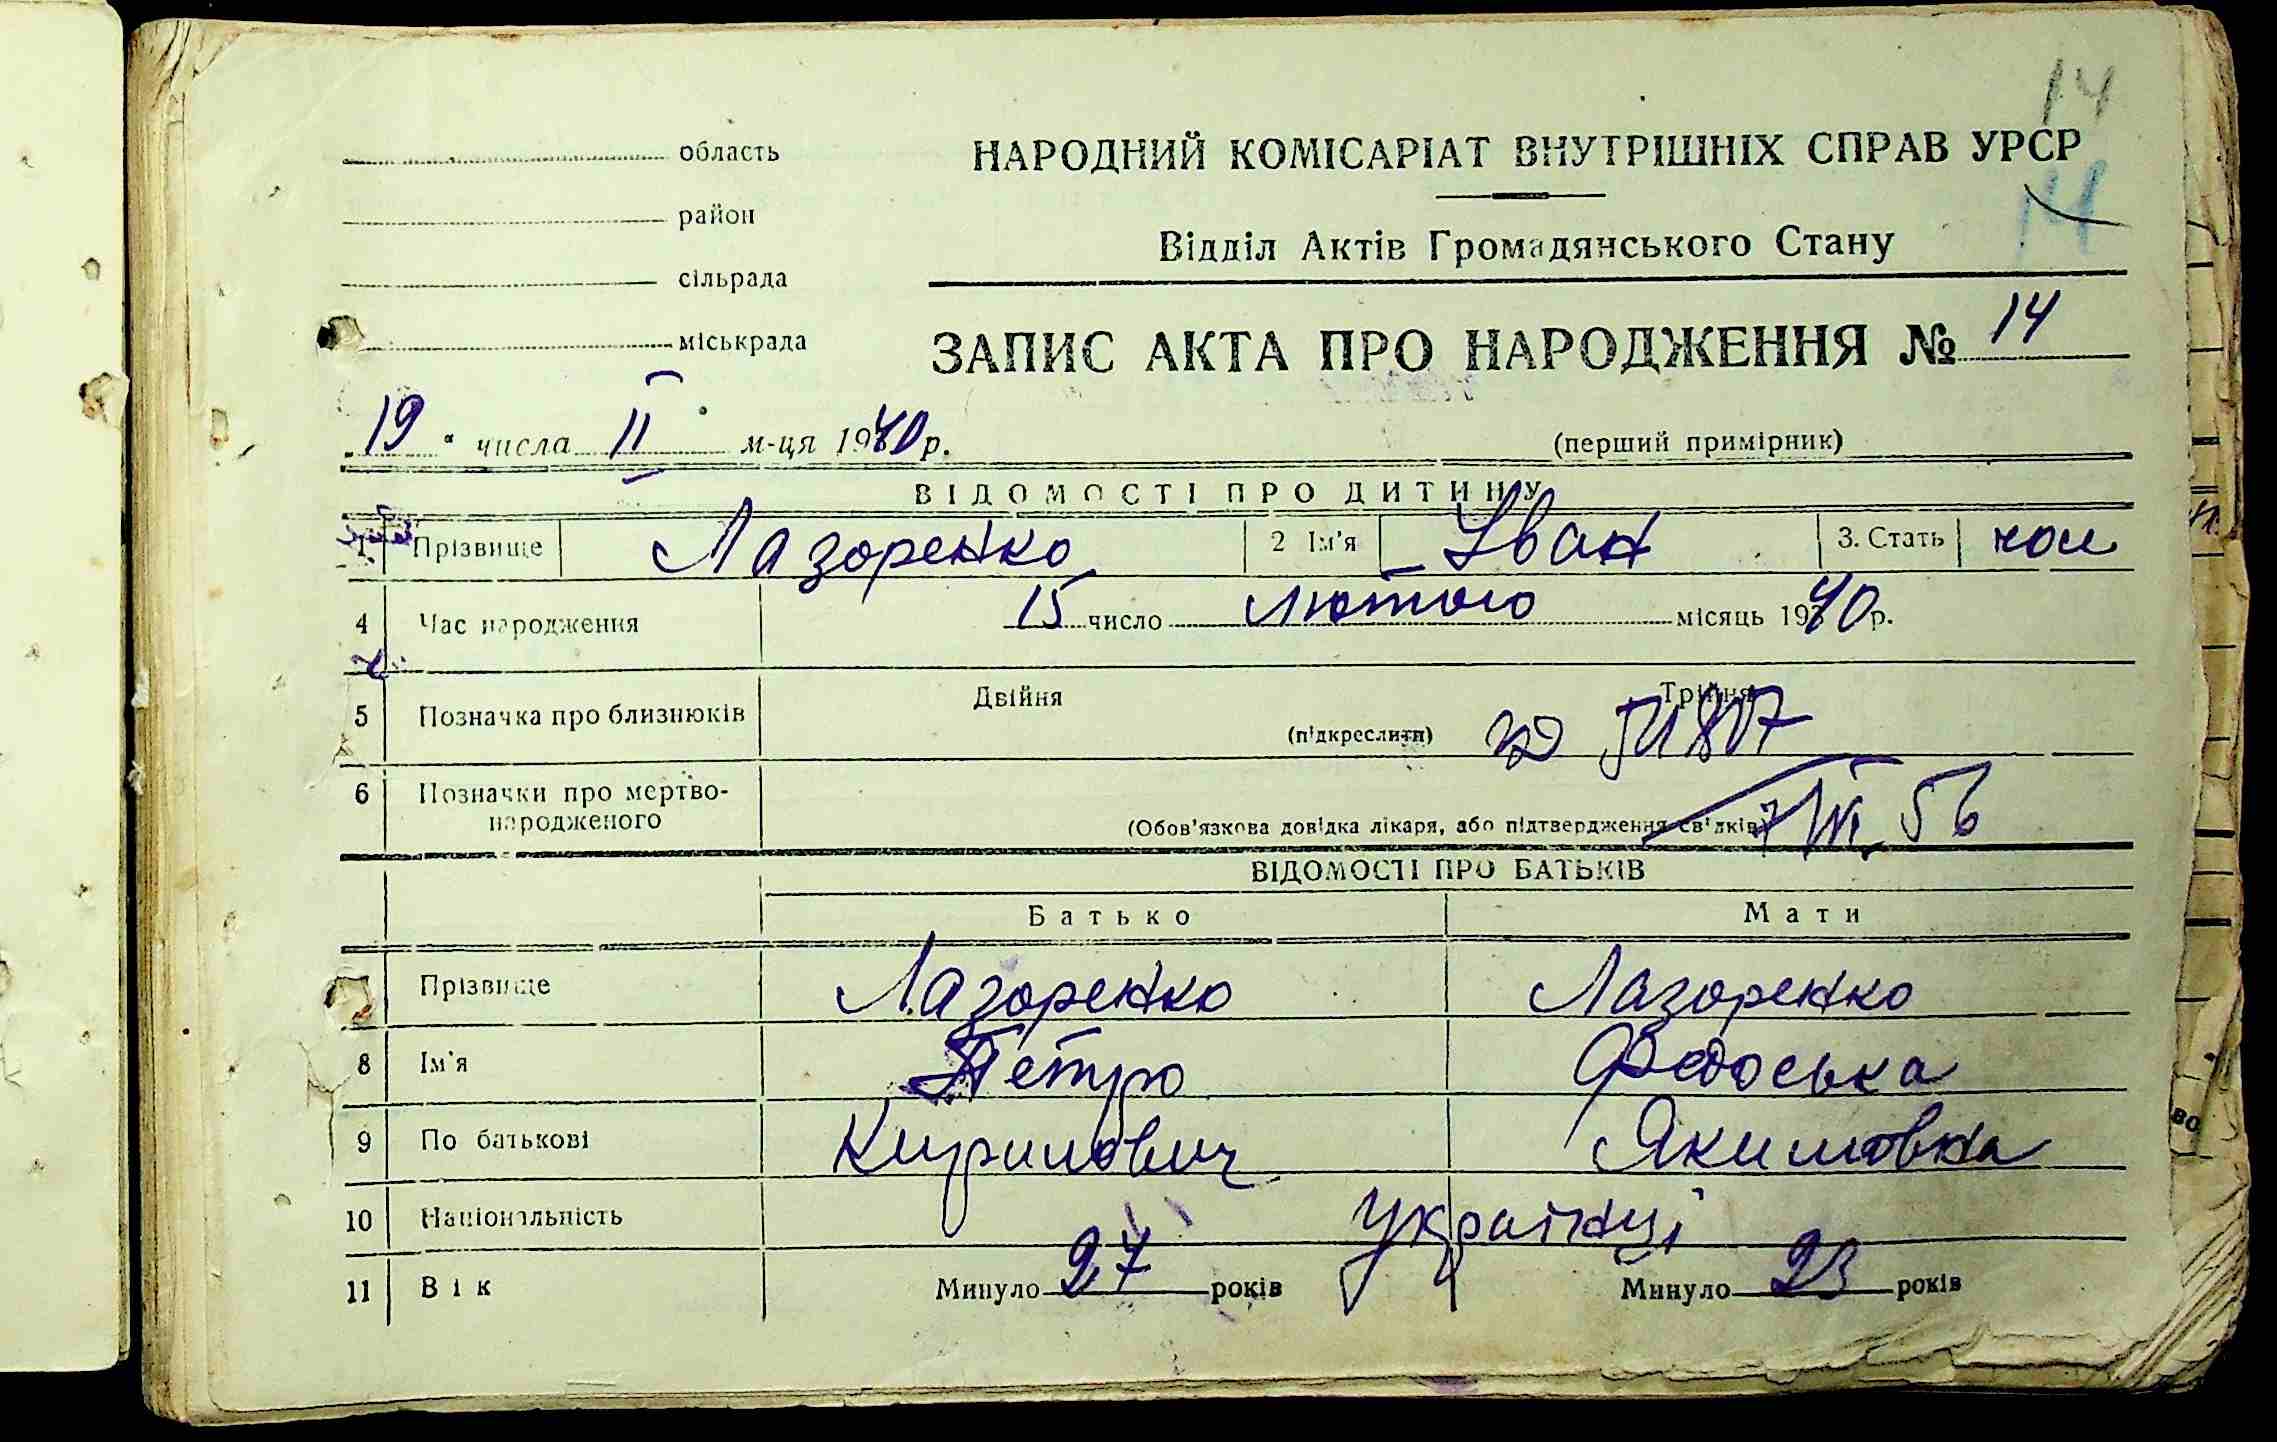 14
область
НАРОДНИЙ КОМІСАРІАТ ВНУТРІШНІХ СПРАВ УРСР
район
14
Відділ Актів Громадянського Стану
сільрада
міськрада
ЗАПИС АКТА ПРО НАРОДЖЕННЯ № 14
19 " числа II м-ця 1940 р.
(перший примірник)
ВІДОМОСТІ ПРО ДИТИНУ
1 Прізвище Лазоренко 2 Ім'я Іван 3. Стать чол
4 Час народження 15 число лютого місяць 1940 р.
5 Позначка про близнюків Двійня Трійня
(підкреслити)
6 Позначки про мертво-
народженого
(Обов'язкова довідка лікаря, або підтвердження свідків)
56
ВІДОМОСТІ ПРО БАТЬКІВ
Батько Мати
Прізвище Лазоренко Лазоренко
8 Ім'я Петро Федоська
9 По батькові Кирилович Якимовна
10 Національність українці
11 Вік Минуло 27 років Минуло 23 років